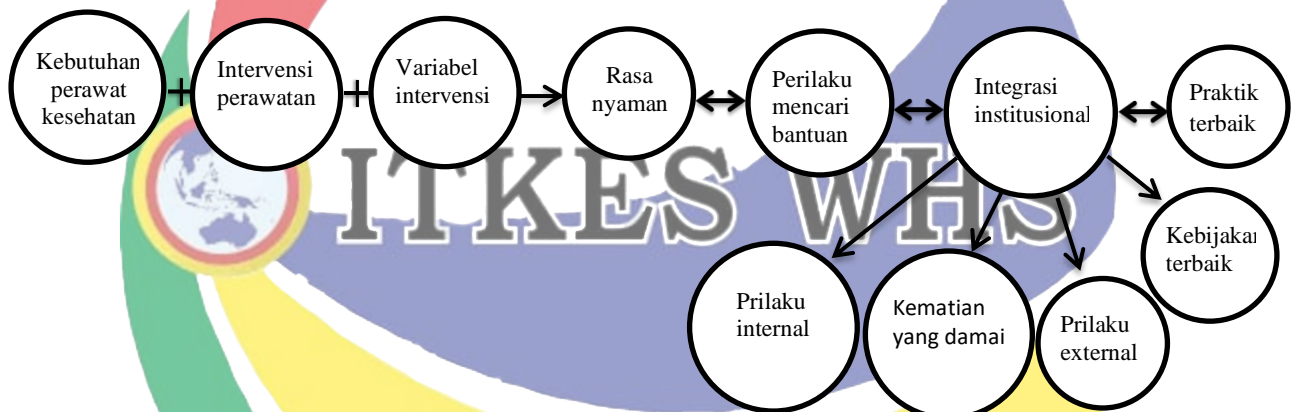 Kebutuhan
perawat
kesehatan
+
Intervensi
perawatan
+
Variabel
intervensi
Rasa
nyaman
Perilaku
mencari
bantuan
Integrasi
institusional
Praktik
terbaik
ITKES WHS
Kebijakan
terbaik
Prilaku
internal
Kematian
yang damai
Prilaku
external